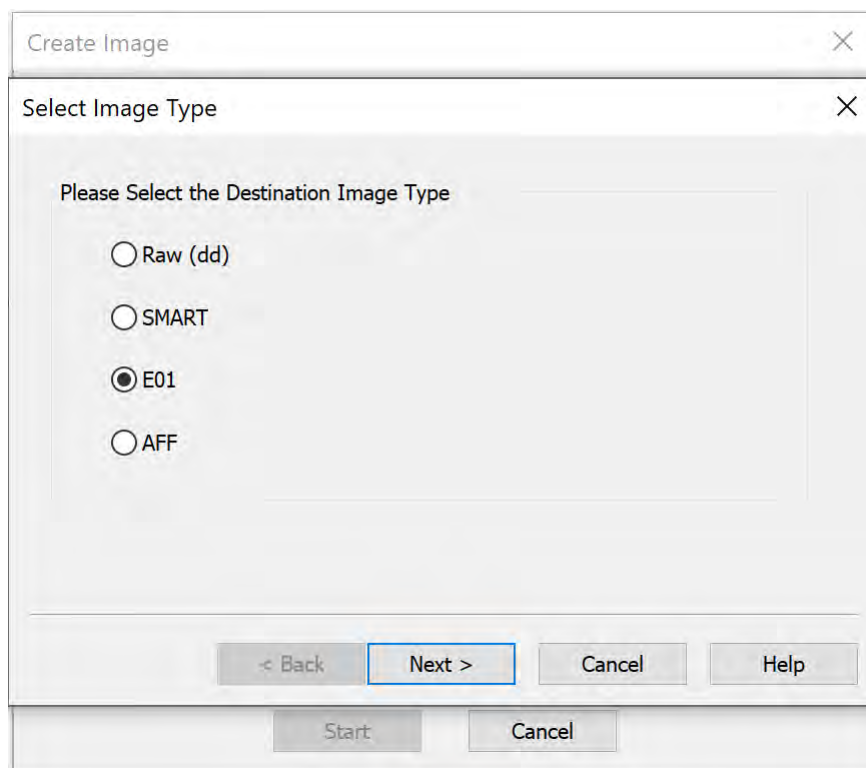 Create Image
Select Image Type
Please Select the Destination Image Type
Raw (dd)
SMART
E01
AFF
< Back Next > Cancel Help
Start Cancel